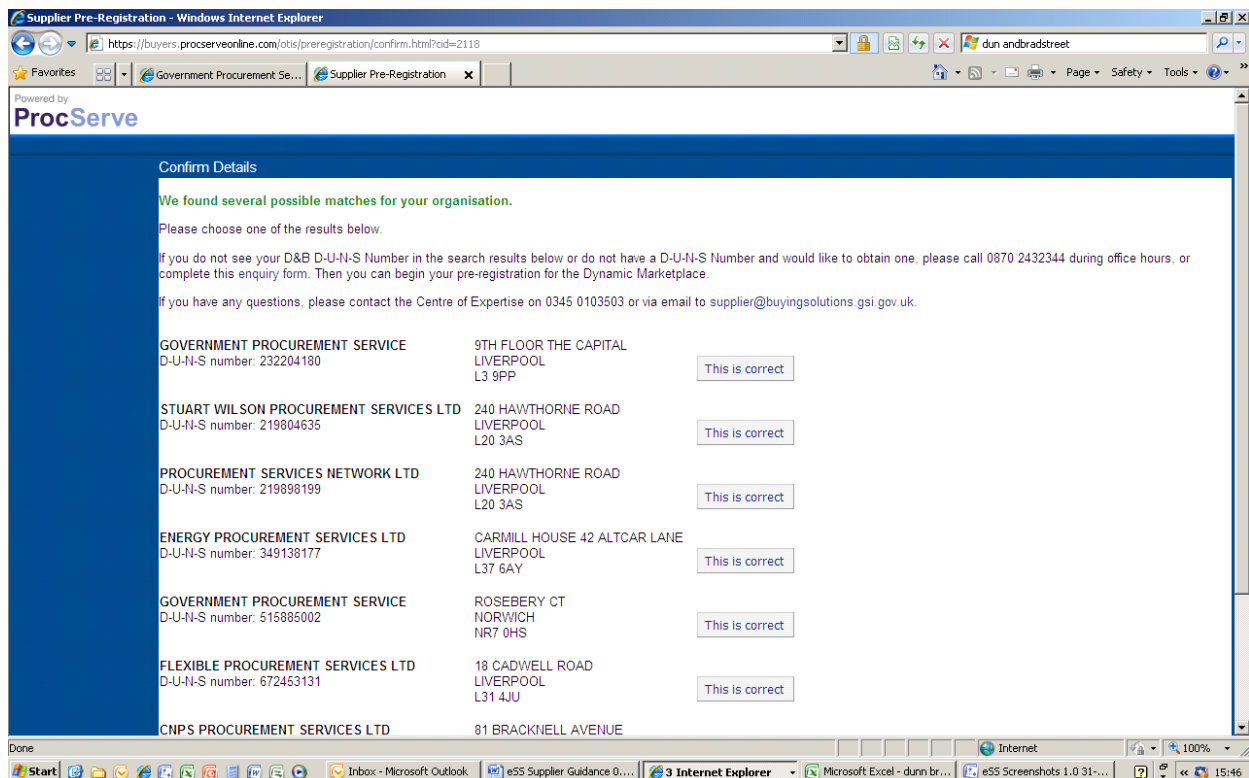 Supplier Pre-Registration - Windows Internet Explorer
https://buyers.procserveonline.com/otis/preregistration/confirm.html?cid=2118
dun andbradstreet
Favorites
Government Procurement Se...
Supplier Pre-Registration
Page
Safety
Tools
Powered by
ProcServe
Confirm Details
We found several possible matches for your organisation.
Please choose one of the results below.
If you do not see your D&B D-U-N-S Number in the search results below or do not have a D-U-N-S Number and would like to obtain one, please call 0870 2432344 during office hours, or
complete this enquiry form. Then you can begin your pre-registration for the Dynamic Marketplace.
If you have any questions, please contact the Centre of Expertise on 0345 0103503 or via email to supplier@buyingsolutions.gsi.gov.uk.
GOVERNMENT PROCUREMENT SERVICE 9TH FLOOR THE CAPITAL
D-U-N-S number: 232204180 LIVERPOOL
This is correct
L3 9PP
STUART WILSON PROCUREMENT SERVICES LTD 240 HAWTHORNE ROAD
D-U-N-S number: 219804635 LIVERPOOL
This is correct
L20 3AS
PROCUREMENT SERVICES NETWORK LTD 240 HAWTHORNE ROAD
D-U-N-S number: 219898199 LIVERPOOL
This is correct
L20 3AS
ENERGY PROCUREMENT SERVICES LTD CARMILL HOUSE 42 ALTCAR LANE
D-U-N-S number: 349138177 LIVERPOOL
This is correct
L37 6AY
GOVERNMENT PROCUREMENT SERVICE ROSEBERY CT
D-U-N-S number: 515885002 NORWICH
This is correct
NR7 0HS
FLEXIBLE PROCUREMENT SERVICES LTD 18 CADWELL ROAD
D-U-N-S number: 672453131 LIVERPOOL
This is correct
L31 4JU
CNPS PROCUREMENT SERVICES LTD 81 BRACKNELL AVENUE
Done Internet 100%
Start Inbox - Microsoft Outlook eSS Supplier Guidance 0.... 3 Internet Explorer Microsoft Excel - dunn br... eSS Screenshots 1.0 31-... 15:46